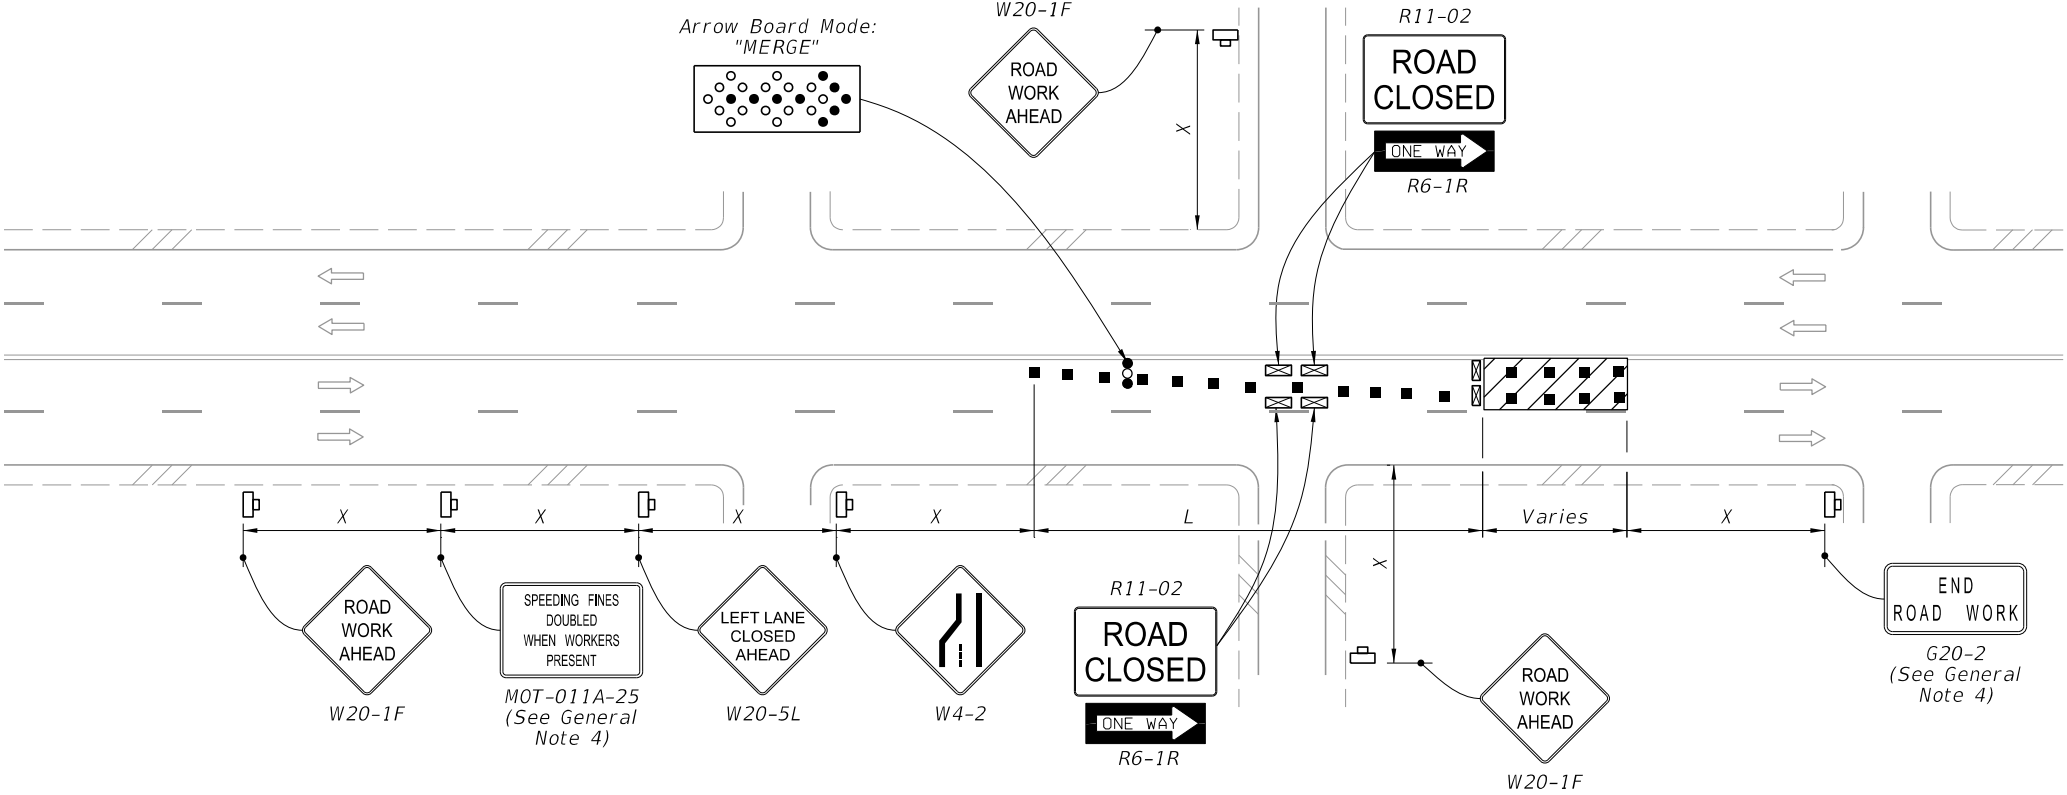 W20-1F
R11-02
Arrow Board Mode:
"MERGE"
ROAD
WORK
AHEAD
X
ROAD
CLOSED
ONE WAY
R6-1R
X
X
X
X
L
Varies
X
X
ROAD
WORK
AHEAD
W20-1F
SPEEDING FINES
DOUBLED
WHEN WORKERS
PRESENT
MOT-011A-25
(See General
Note 4)
LEFT LANE
CLOSED
AHEAD
W20-5L
W4-2
R11-02
ROAD
CLOSED
ONE WAY
R6-1R
ROAD
WORK
AHEAD
W20-1F
END
ROAD WORK
G20-2
(See General
Note 4)